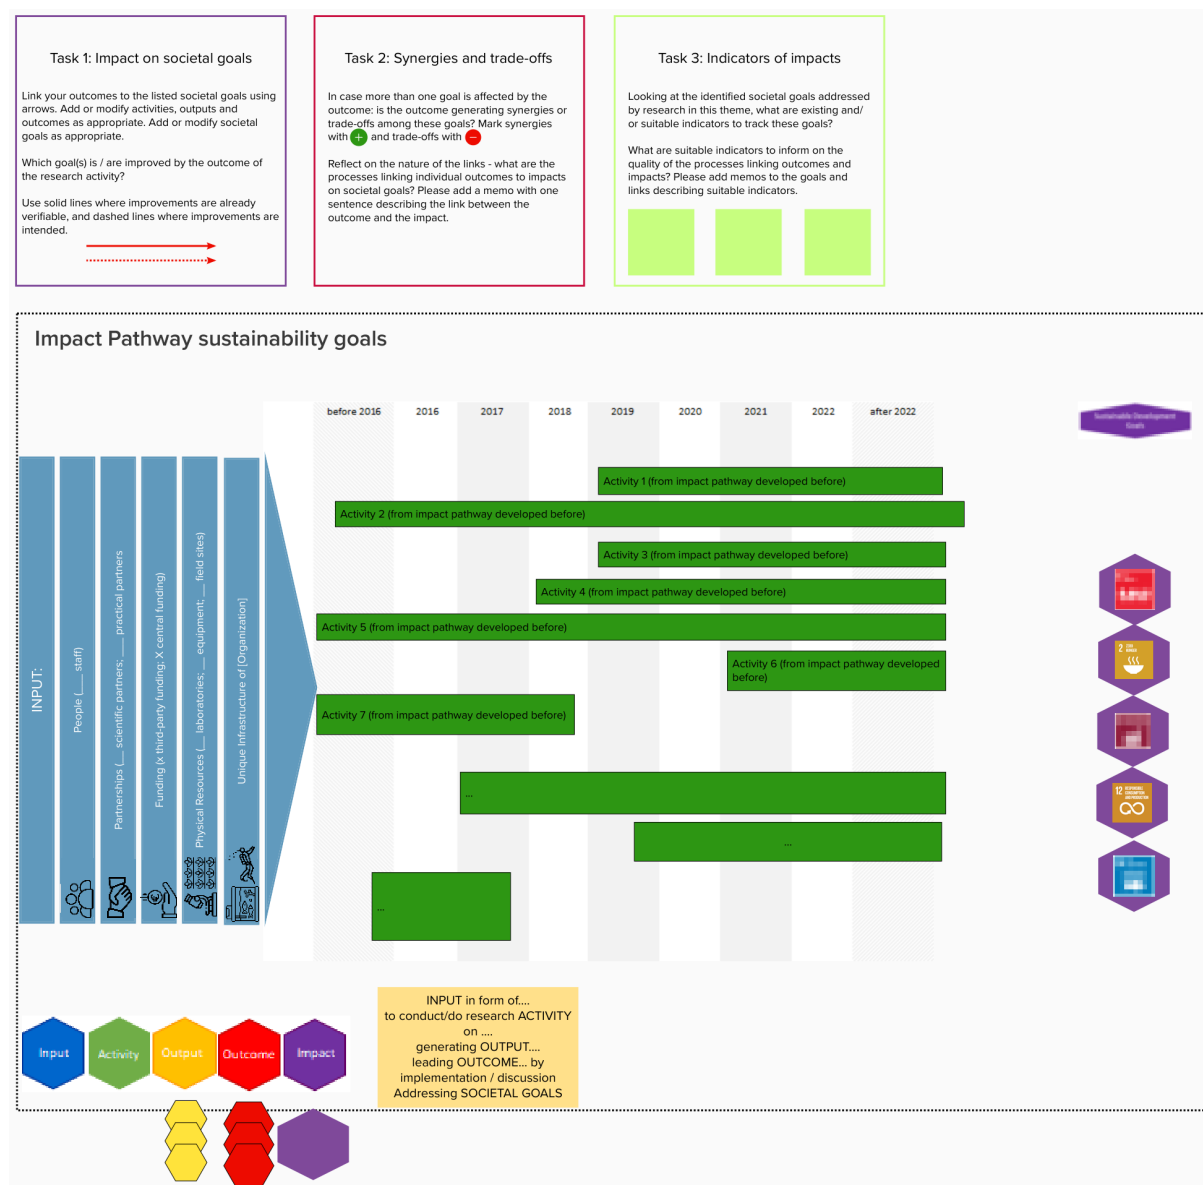 Task 1: Impact on societal goals
Link your outcomes to the listed societal goals using
arrows. Add or modify activities, outputs and
outcomes as appropriate. Add or modify societal
goals as appropriate.
Which goal(s) is / are improved by the outcome of
the research activity?
Use solid lines where improvements are already
verifiable, and dashed lines where improvements are
intended.
Task 2: Synergies and trade-offs
In case more than one goal is affected by the
outcome: is the outcome generating synergies or
trade-offs among these goals? Mark synergies
with + and trade-offs with −
Reflect on the nature of the links - what are the
processes linking individual outcomes to impacts
on societal goals? Please add a memo with one
sentence describing the link between the
outcome and the impact.
Task 3: Indicators of impacts
Looking at the identified societal goals addressed
by research in this theme, what are existing and/
or suitable indicators to track these goals?
What are suitable indicators to inform on the
quality of the processes linking outcomes and
impacts? Please add memos to the goals and
links describing suitable indicators.
Impact Pathway sustainability goals
before 2016 2016 2017 2018 2019 2020 2021 2022 after 2022
Sustainable Development
Goals
INPUT:
People (___ staff)
Partnerships (__ scientific partners; ___ practical partners
Funding (x third-party funding; X central funding)
Physical Resources (__ laboratories; __ equipment; __ field sites)
Unique Infrastructure of [Organization]
Activity 1 (from impact pathway developed before)
Activity 2 (from impact pathway developed before)
Activity 3 (from impact pathway developed before)
Activity 4 (from impact pathway developed before)
Activity 5 (from impact pathway developed before)
Activity 6 (from impact pathway developed
before)
Activity 7 (from impact pathway developed before)
...
...
...
2 ZERO
HUNGER
12 RESPONSIBLE
CONSUMPTION
AND PRODUCTION
Input
Activity
Output
Outcome
Impact
INPUT in form of....
to conduct/do research ACTIVITY
on ....
generating OUTPUT....
leading OUTCOME... by
implementation / discussion
Addressing SOCIETAL GOALS